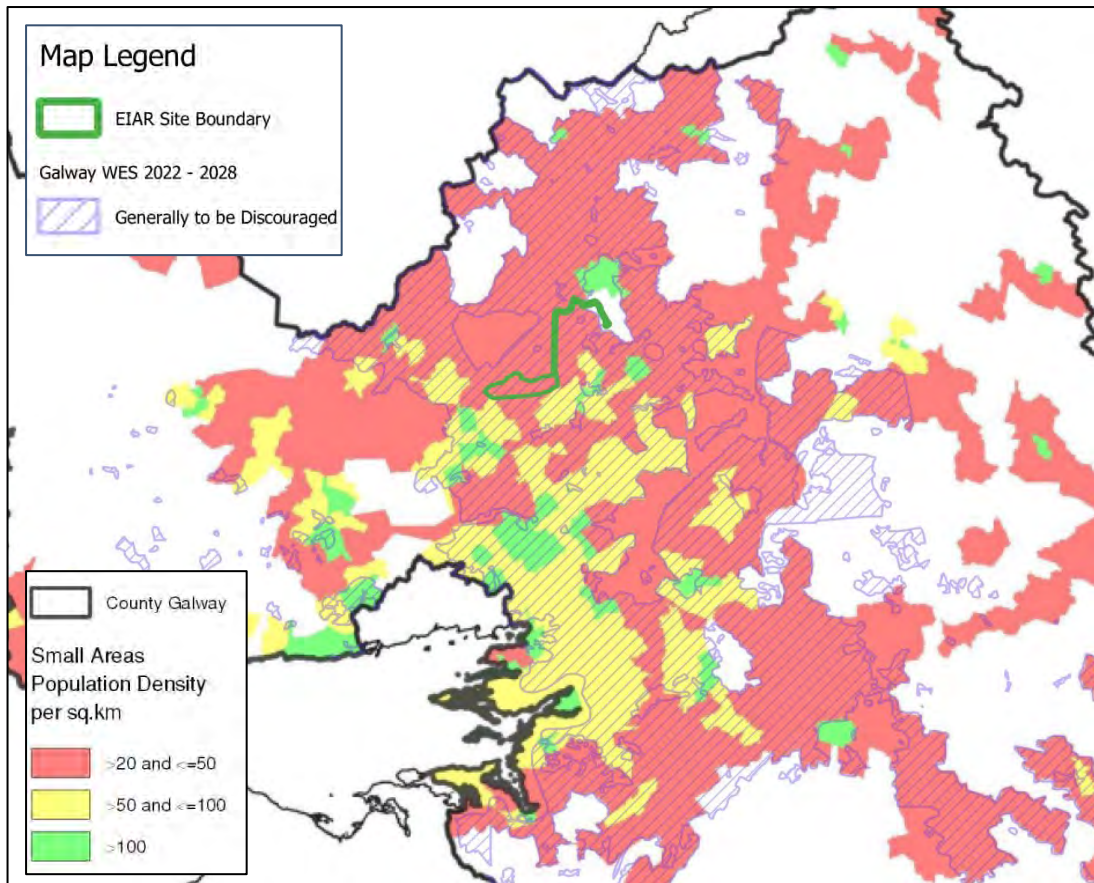 Map Legend
EIAR Site Boundary
Galway WES 2022 - 2028
Generally to be Discouraged
County Galway
Small Areas
Population Density
per sq.km
>20 and <=50
>50 and <=100
>100